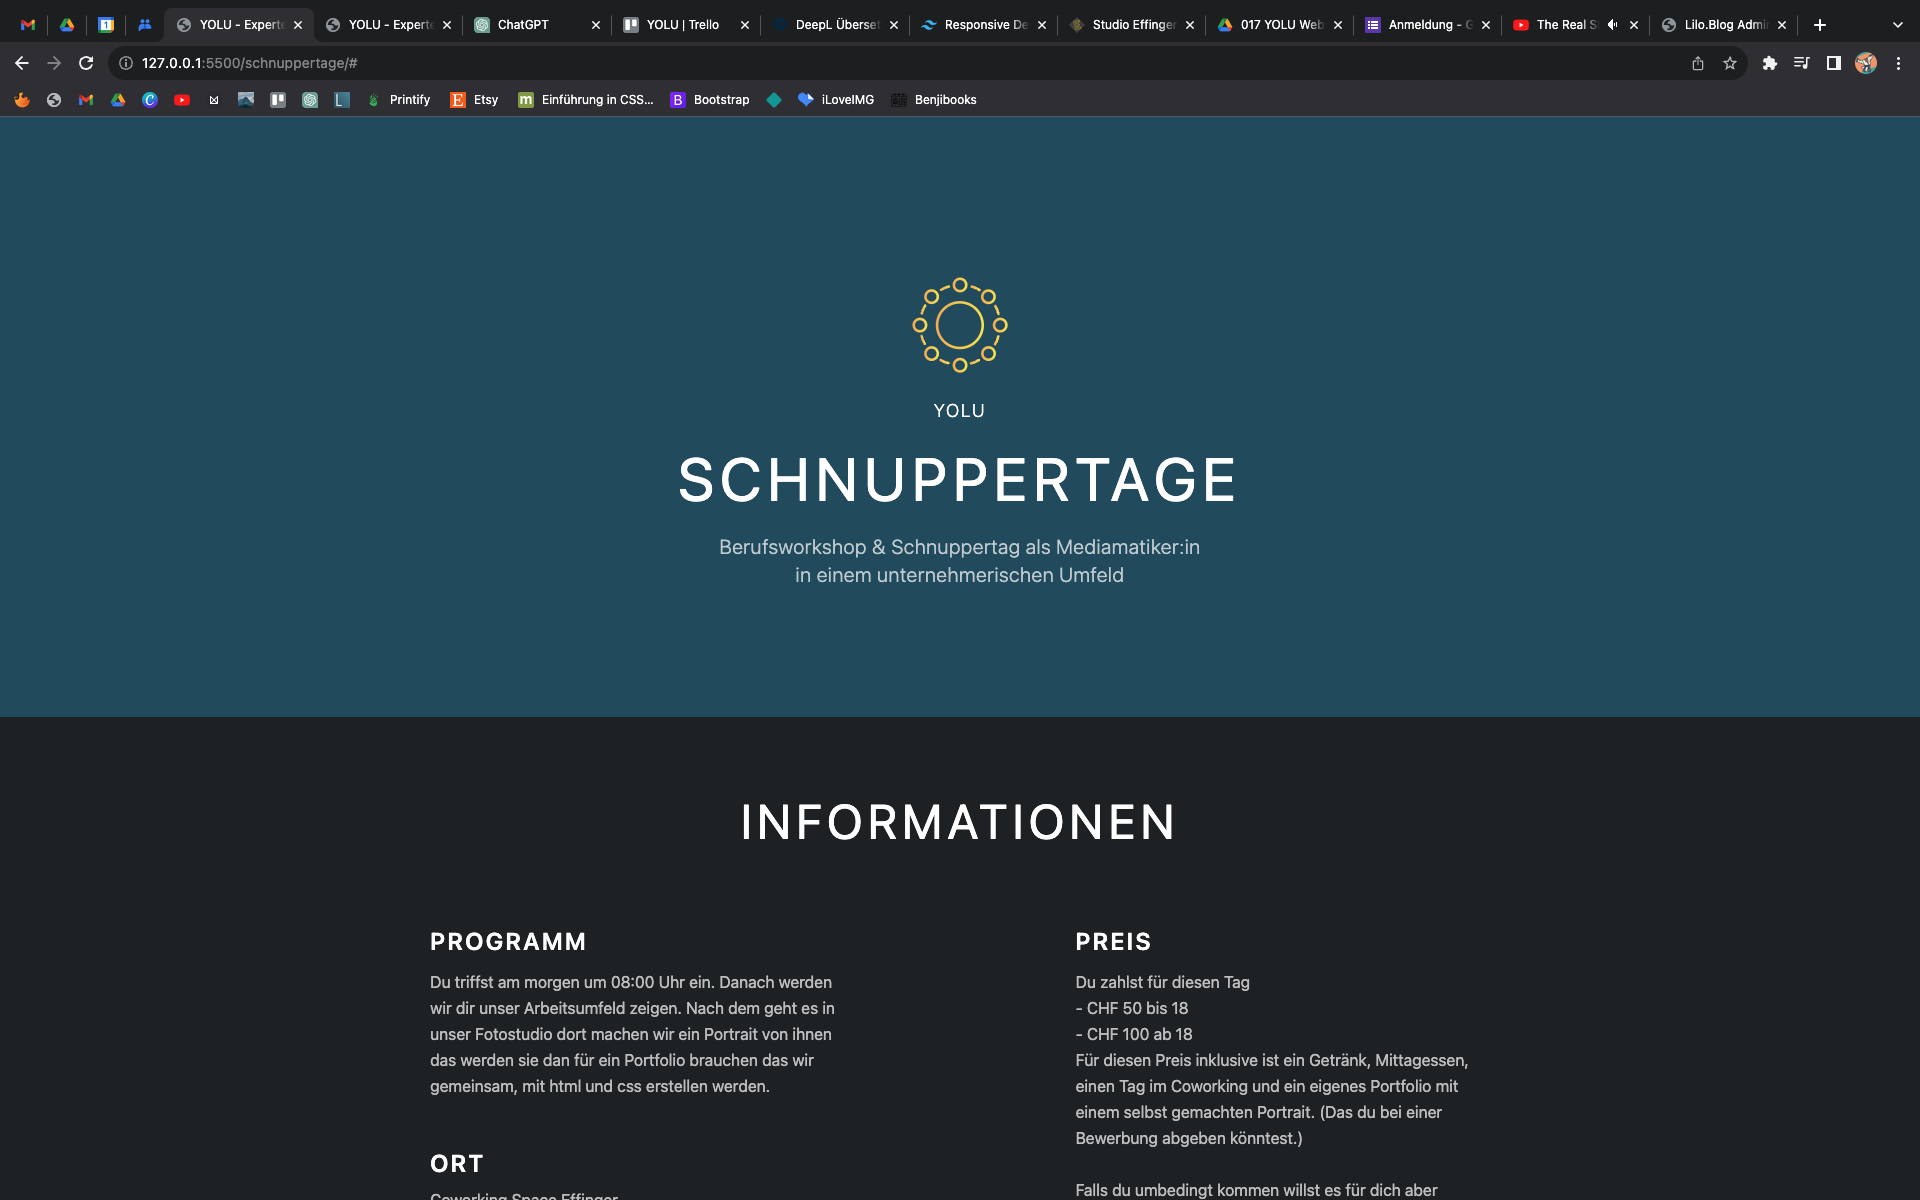 YOLU - Experte
YOLU - Experte
ChatGPT
YOLU | Trello
DeepL Überset
Responsive De
Studio Effinger
017 YOLU Web
Anmeldung - G
The Real S
Lilo.Blog Admin
127.0.0.1:5500/schnuppertage/#
Printify
Etsy
Einführung in CSS...
Bootstrap
iLoveIMG
Benjibooks
YOLU
SCHNUPPERTAGE
Berufsworkshop & Schnuppertag als Mediamatiker:in
in einem unternehmerischen Umfeld
INFORMATIONEN
PROGRAMM
Du triffst am morgen um 08:00 Uhr ein. Danach werden
wir dir unser Arbeitsumfeld zeigen. Nach dem geht es in
unser Fotostudio dort machen wir ein Portrait von ihnen
das werden sie dan für ein Portfolio brauchen das wir
gemeinsam, mit html und css erstellen werden.
ORT
Coworking Space Effinger
PREIS
Du zahlst für diesen Tag
- CHF 50 bis 18
- CHF 100 ab 18
Für diesen Preis inklusive ist ein Getränk, Mittagessen,
einen Tag im Coworking und ein eigenes Portfolio mit
einem selbst gemachten Portrait. (Das du bei einer
Bewerbung abgeben könntest.)
Falls du umbedingt kommen willst es für dich aber